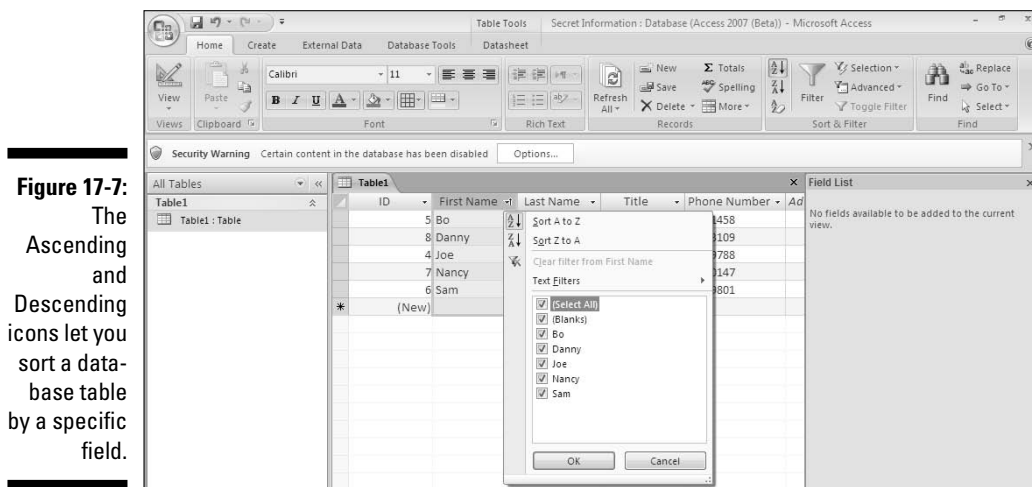 Figure 17-7:
The
Ascending
and
Descending
icons let you
sort a data-
base table
by a specific
field.
Table Tools Secret Information : Database (Access 2007 (Beta)) - Microsoft Access
Home Create External Data Database Tools Datasheet
View
Views
Paste
Clipboard
Calibri 11
B I U A
Font
Rich Text
Refresh All
New
Save
Delete
Σ Totals
Spelling
More
Records
Filter
Selection
Advanced
Toggle Filter
Sort & Filter
Find
Replace
Go To
Select
Find
Security Warning Certain content in the database has been disabled Options...
All Tables
Table1
Table1 : Table
Table1
ID First Name Last Name Title Phone Number Ad
5 Bo 1458
8 Danny 3109
4 Joe 9788
7 Nancy 0147
6 Sam 9801
(New)
Sort A to Z
Sort Z to A
Clear filter from First Name
Text Filters
(Select All)
(Blanks)
Bo
Danny
Joe
Nancy
Sam
OK Cancel
Field List
No fields available to be added to the current
view.